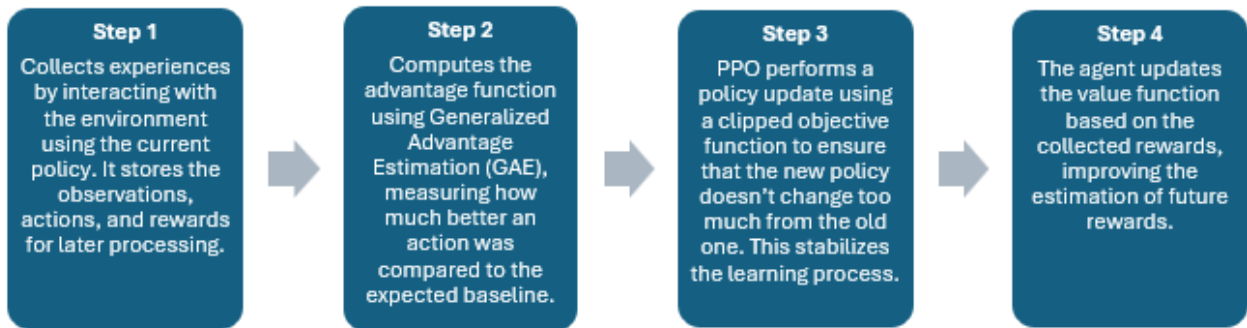 Step 1
Collects experiences
by interacting with
the environment
using the current
policy. It stores the
observations,
actions, and rewards
for later processing.
Step 2
Computes the
advantage function
using Generalized
Advantage
Estimation (GAE),
measuring how
much better an
action was
compared to the
expected baseline.
Step 3
PPO performs a
policy update using
a clipped objective
function to ensure
that the new policy
doesn't change too
much from the old
one. This stabilizes
the learning process.
Step 4
The agent updates
the value function
based on the
collected rewards,
improving the
estimation of future
rewards.